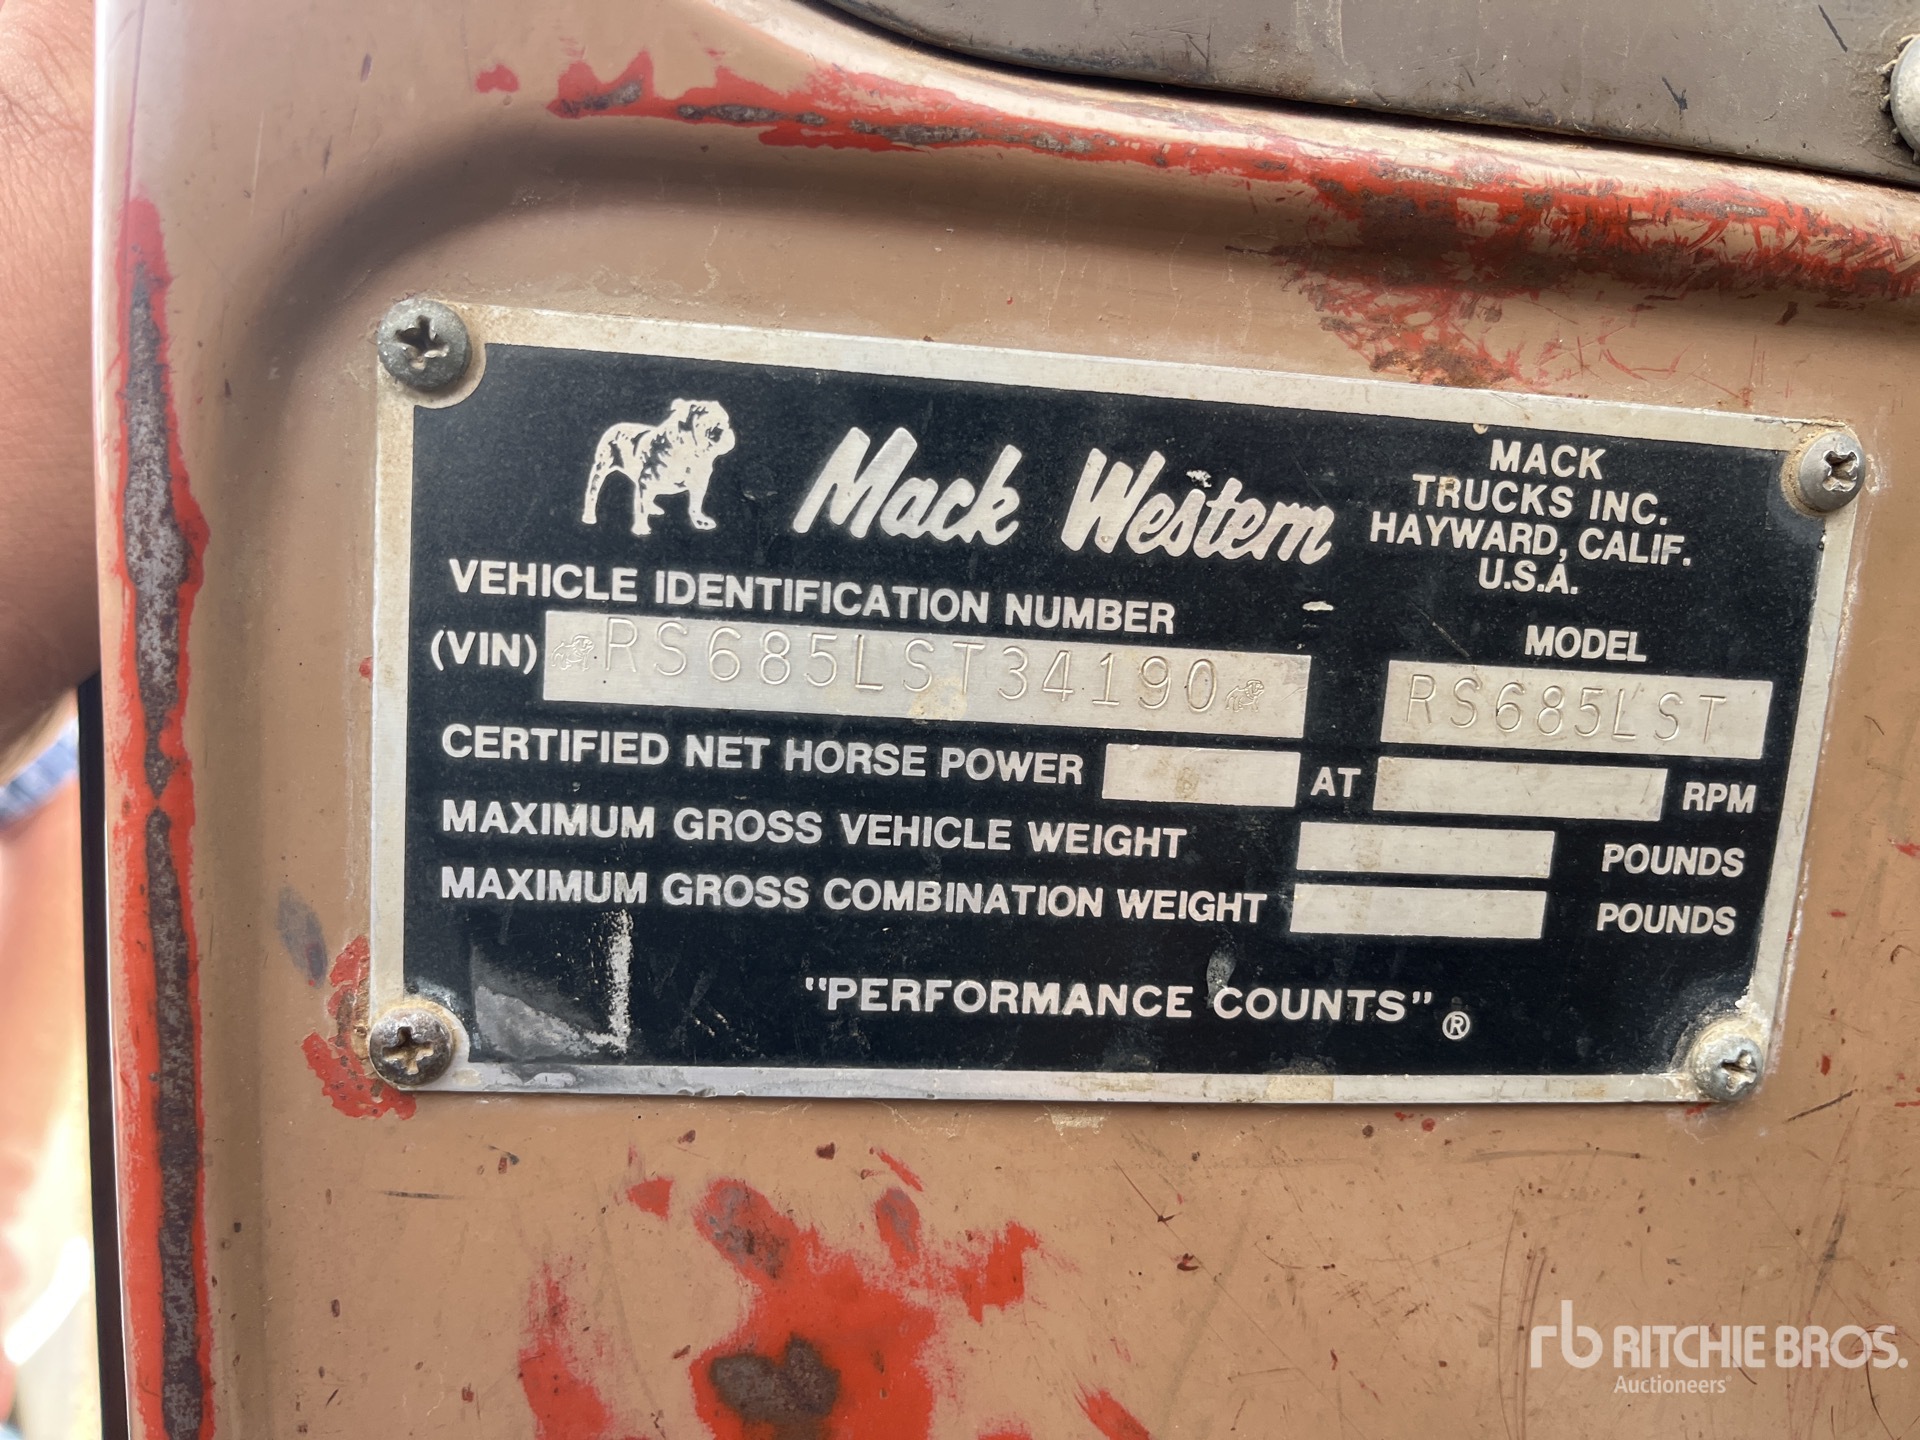 Mack Western
MACK
TRUCKS INC.
HAYWARD, CALIF.
U.S.A.
VEHICLE IDENTIFICATION NUMBER
(VIN) RS685LST34190
MODEL
RS685LST
CERTIFIED NET HORSE POWER AT RPM
MAXIMUM GROSS VEHICLE WEIGHT POUNDS
MAXIMUM GROSS COMBINATION WEIGHT POUNDS
"PERFORMANCE COUNTS" ®
rb RITCHIE BROS.
Auctioneers